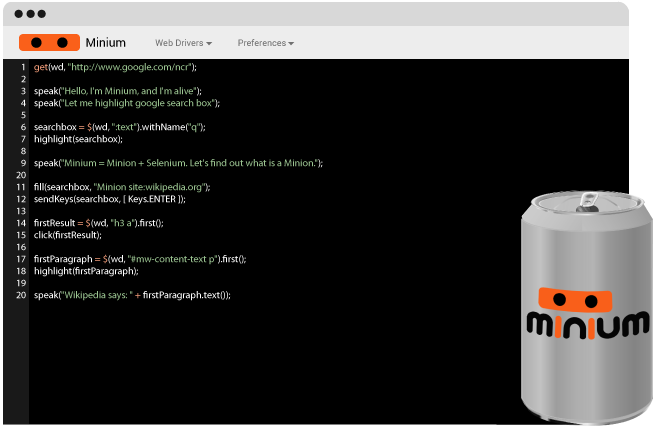 Minium Web Drivers Preferences
1 get(wd, "http://www.google.com/ncr");
2
3 speak("Hello, I'm Minium, and I'm alive");
4 speak("Let me highlight google search box");
5
6 searchbox = $(wd, ":text").withName("q");
7 highlight(searchbox);
8
9 speak("Minium = Minion + Selenium. Let's find out what is a Minion.");
20
11 fill(searchbox, "Minion site:wikipedia.org");
12 sendKeys(searchbox, [ Keys.ENTER ]);
13
14 firstResult = $(wd, "h3 a").first();
15 click(firstResult);
16
17 firstParagraph = $(wd, "#mw-content-text p").first();
18 highlight(firstParagraph);
19
20 speak("Wikipedia says: " + firstParagraph.text());
minium